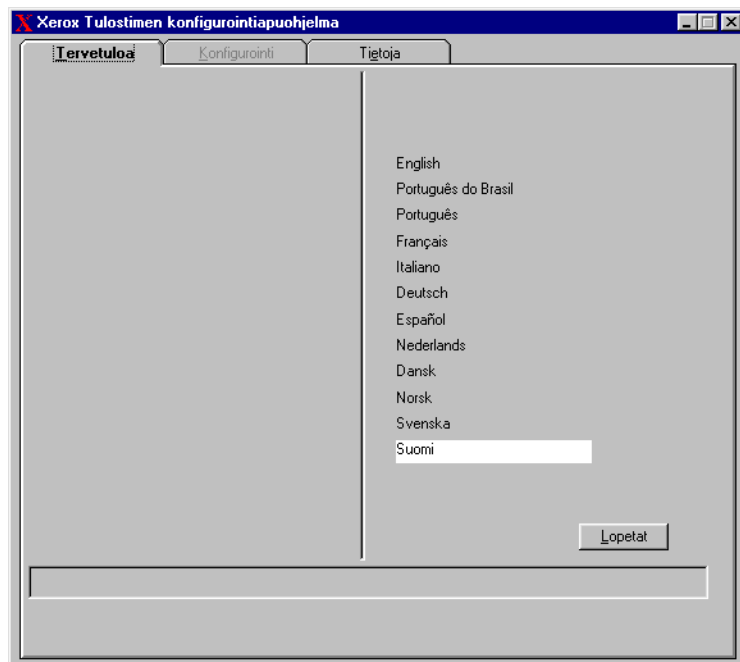 Xerox Tulostimen konfigurointiapuohjelma
Tervetuloa Konfigurointi Tietoja
English
Português do Brasil
Português
Français
Italiano
Deutsch
Español
Nederlands
Dansk
Norsk
Svenska
Suomi
Lopetat